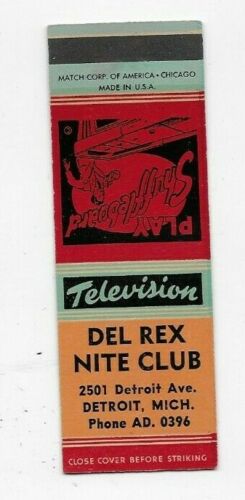 MATCH CORP. OF AMERICA • CHICAGO
MADE IN U.S.A.
PLAY
Shuffleboard
Television
DEL REX
NITE CLUB
2501 Detroit Ave.
DETROIT, MICH.
Phone AD. 0396
CLOSE COVER BEFORE STRIKING